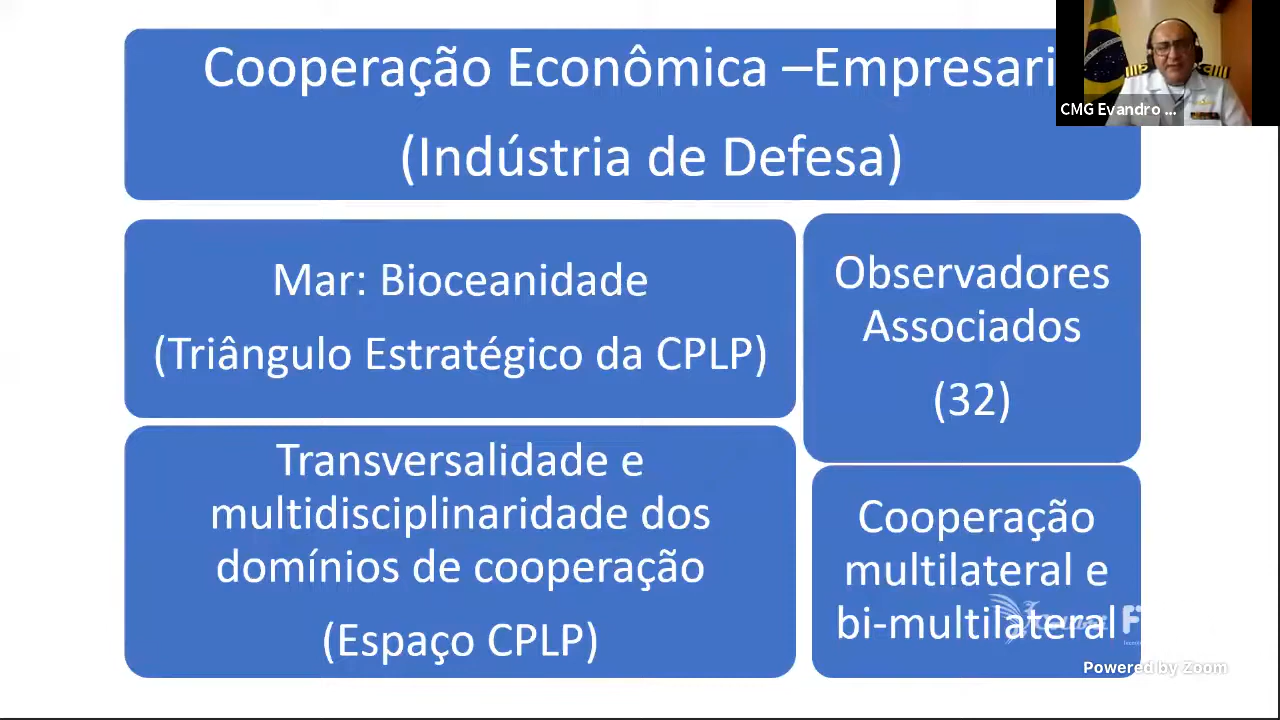 Cooperação Econômica –Empresari
(Indústria de Defesa)
CMG Evandro ...
Mar: Bioceanidade
(Triângulo Estratégico da CPLP)
Observadores
Associados
(32)
Transversalidade e
multidisciplinaridade dos
domínios de cooperação
(Espaço CPLP)
Cooperação
multilateral e
bi-multilateral
Powered by Zoom